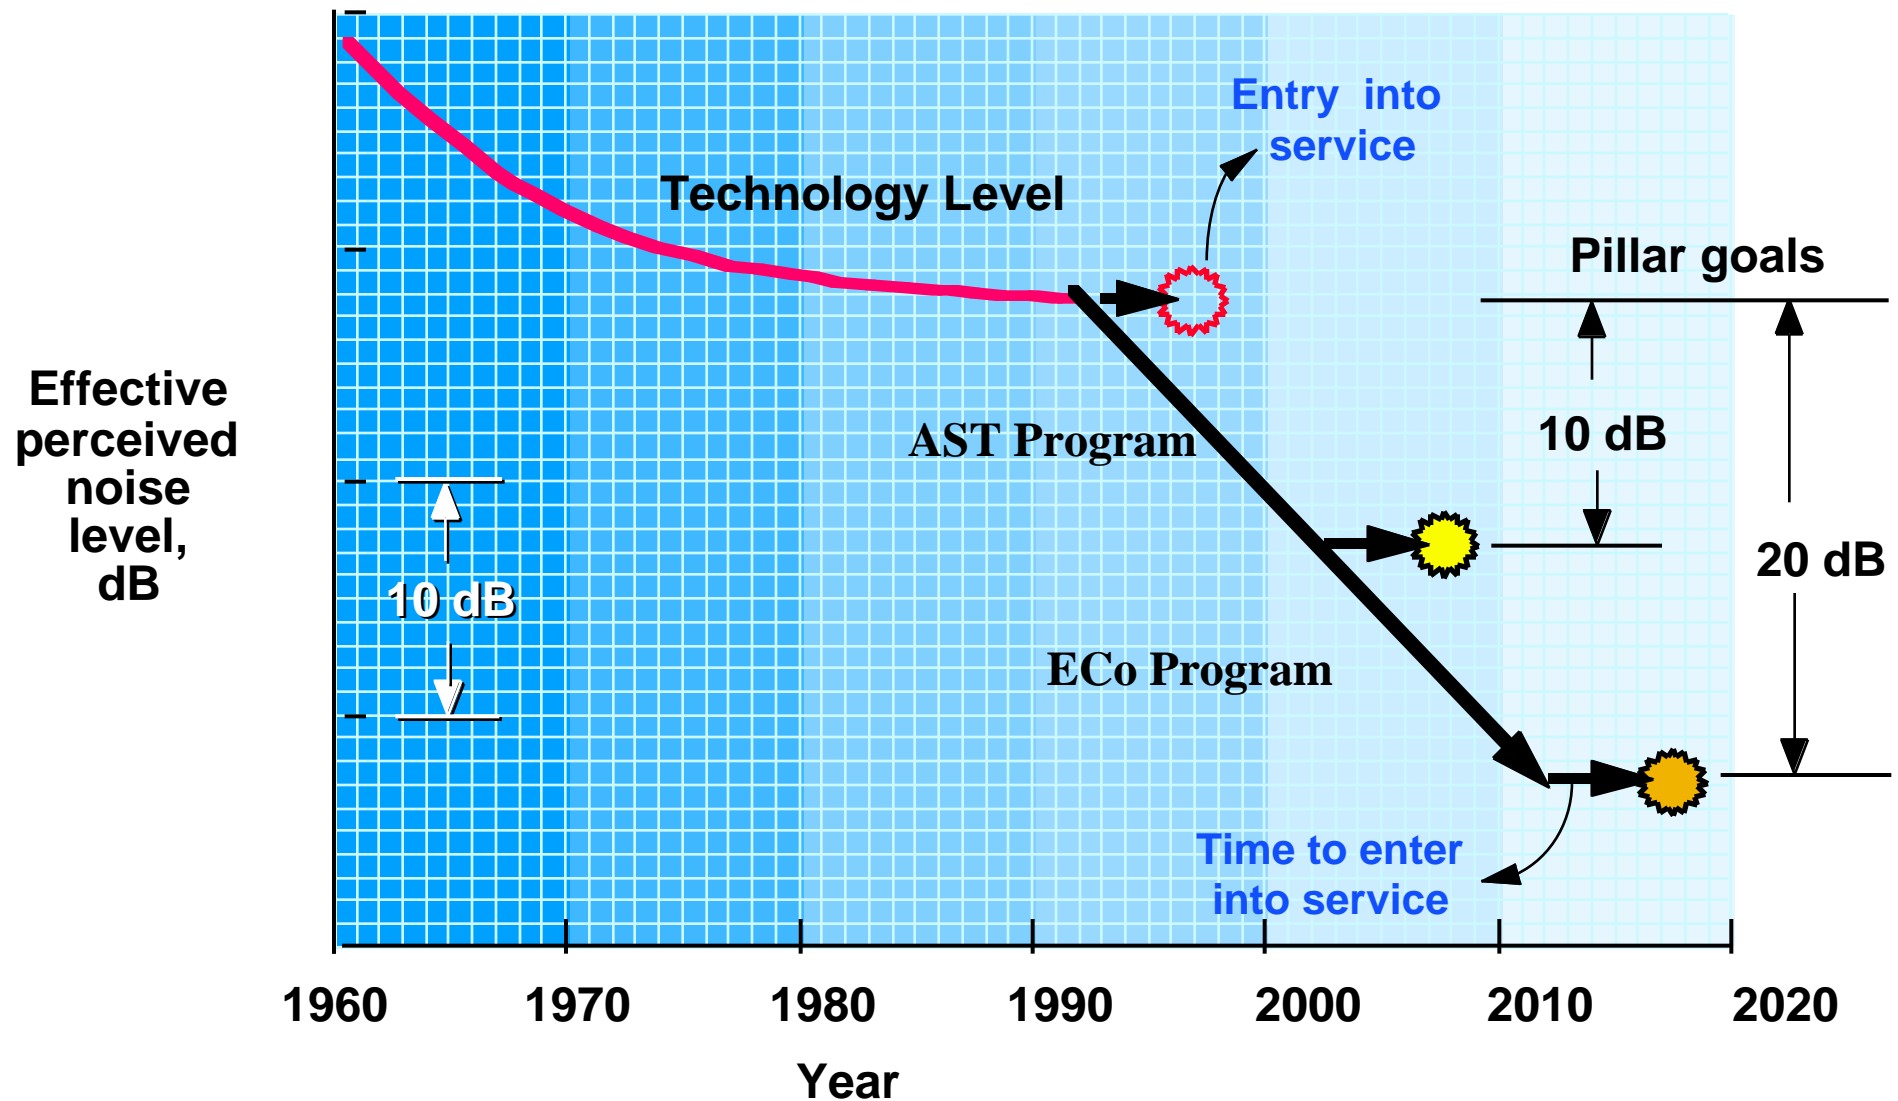 Entry into
service
Technology Level
Pillar goals
Effective
perceived
noise
level,
dB
AST Program
10 dB
20 dB
10 dB
ECo Program
Time to enter
into service
1960 1970 1980 1990 2000 2010 2020
Year